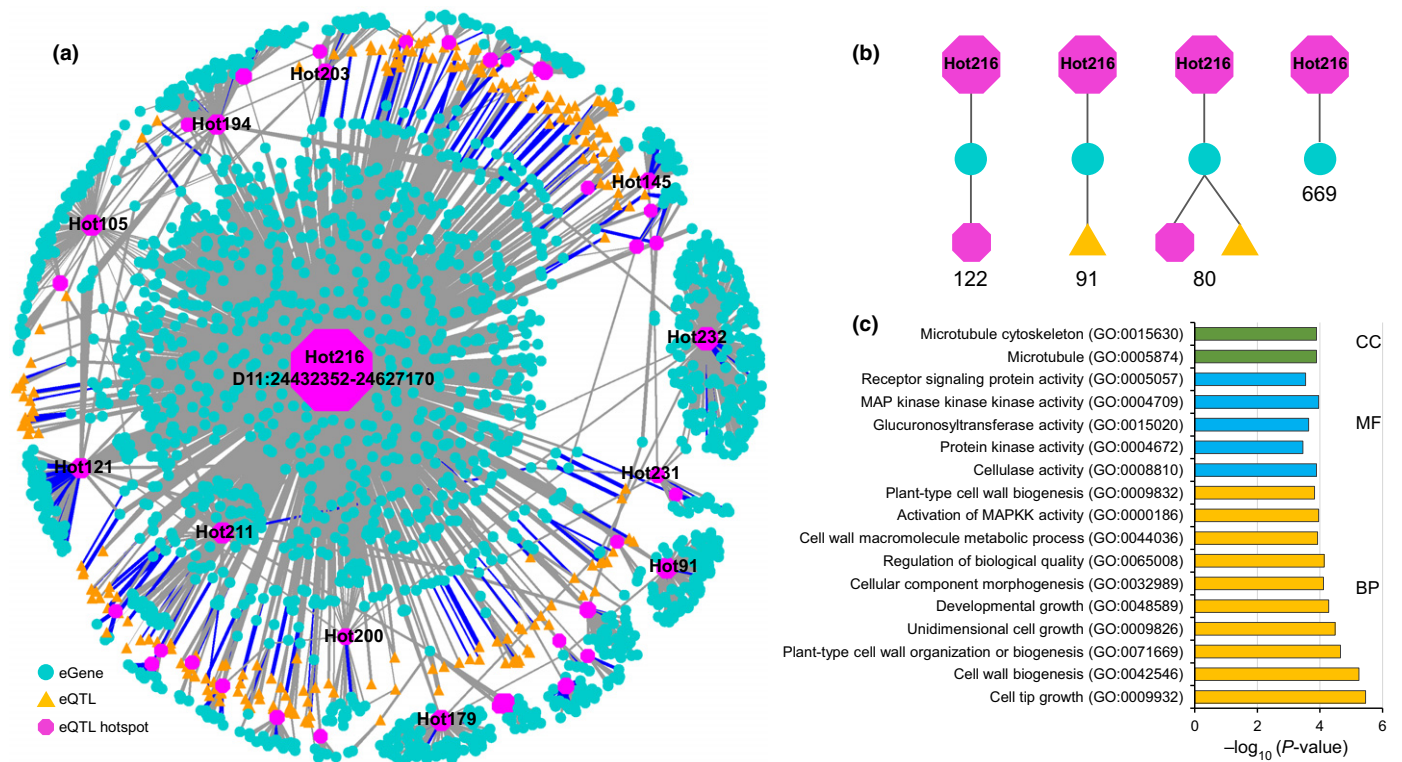 (a)
Hot203
Hot194
Hot145
Hot105
Hot232
Hot216
D11:24432352-24627170
Hot121
Hot231
Hot211
Hot91
Hot200
Hot179
eGene
eQTL
eQTL hotspot
(b)
Hot216 Hot216 Hot216 Hot216
669
122 91 80
(c)
Microtubule cytoskeleton (GO:0015630)
CC
Microtubule (GO:0005874)
Receptor signaling protein activity (GO:0005057)
MAP kinase kinase kinase activity (GO:0004709)
Glucuronosyltransferase activity (GO:0015020)
MF
Protein kinase activity (GO:0004672)
Cellulase activity (GO:0008810)
Plant-type cell wall biogenesis (GO:0009832)
Activation of MAPKK activity (GO:0000186)
Cell wall macromolecule metabolic process (GO:0044036)
Regulation of biological quality (GO:0065008)
Cellular component morphogenesis (GO:0032989)
BP
Developmental growth (GO:0048589)
Unidimensional cell growth (GO:0009826)
Plant-type cell wall organization or biogenesis (GO:0071669)
Cell wall biogenesis (GO:0042546)
Cell tip growth (GO:0009932)
0 2 4 6
–log10 (P-value)